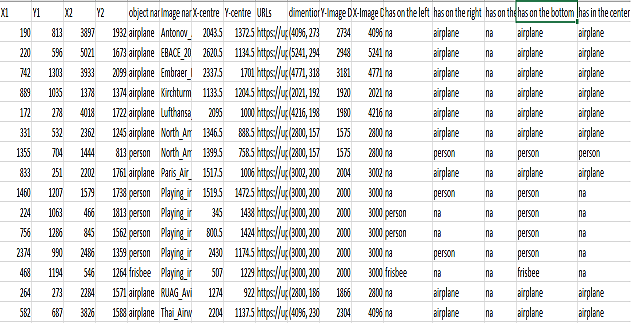 X1 Y1 X2 Y2 object nar Image nar X-centre Y-centre URLs dimention Y-Image D X-Image D has on the left has on the right has on the has on the bottom has in the center
190 813 3897 1932 airplane Antonov_ 2043.5 1372.5 https://up (4096, 273 2734 4096 na airplane na airplane airplane
220 596 5021 1673 airplane EBACE_20 2620.5 1134.5 https://up (5241, 294 2948 5241 na airplane na airplane airplane
742 1303 3933 2099 airplane Embraer_ 2337.5 1701 https://up (4771, 318 3181 4771 na airplane na airplane airplane
889 1035 1378 1374 airplane Kirchturm 1133.5 1204.5 https://up (2021, 192 1920 2021 na airplane na airplane airplane
172 278 4018 1722 airplane Lufthansa 2095 1000 https://up (4216, 198 1980 4216 na airplane na airplane airplane
331 532 2362 1245 airplane North_Am 1346.5 888.5 https://up (2800, 157 1575 2800 na airplane na airplane airplane
1355 704 1444 813 person North_Am 1399.5 758.5 https://up (2800, 157 1575 2800 na person na person person
833 251 2202 1761 airplane Paris_Air_ 1517.5 1006 https://up (3002, 200 2004 3002 na airplane na airplane airplane
1460 1207 1579 1738 person Playing_ir 1519.5 1472.5 https://up (3000, 200 2000 3000 na person na person na
224 1063 466 1813 person Playing_ir 345 1438 https://up (3000, 200 2000 3000 person na na person na
756 1286 845 1562 person Playing_ir 800.5 1424 https://up (3000, 200 2000 3000 person na na person na
2374 990 2486 1359 person Playing_ir 2430 1174.5 https://up (3000, 200 2000 3000 na person na person na
468 1194 546 1264 frisbee Playing_ir 507 1229 https://up (3000, 200 2000 3000 frisbee na na frisbee na
264 273 2284 1571 airplane RUAG_Avi 1274 922 https://up (2800, 186 1866 2800 na airplane na airplane airplane
582 687 3826 1588 airplane Thai_Airw 2204 1137.5 https://up (4096, 230 2304 4096 na airplane na airplane airplane